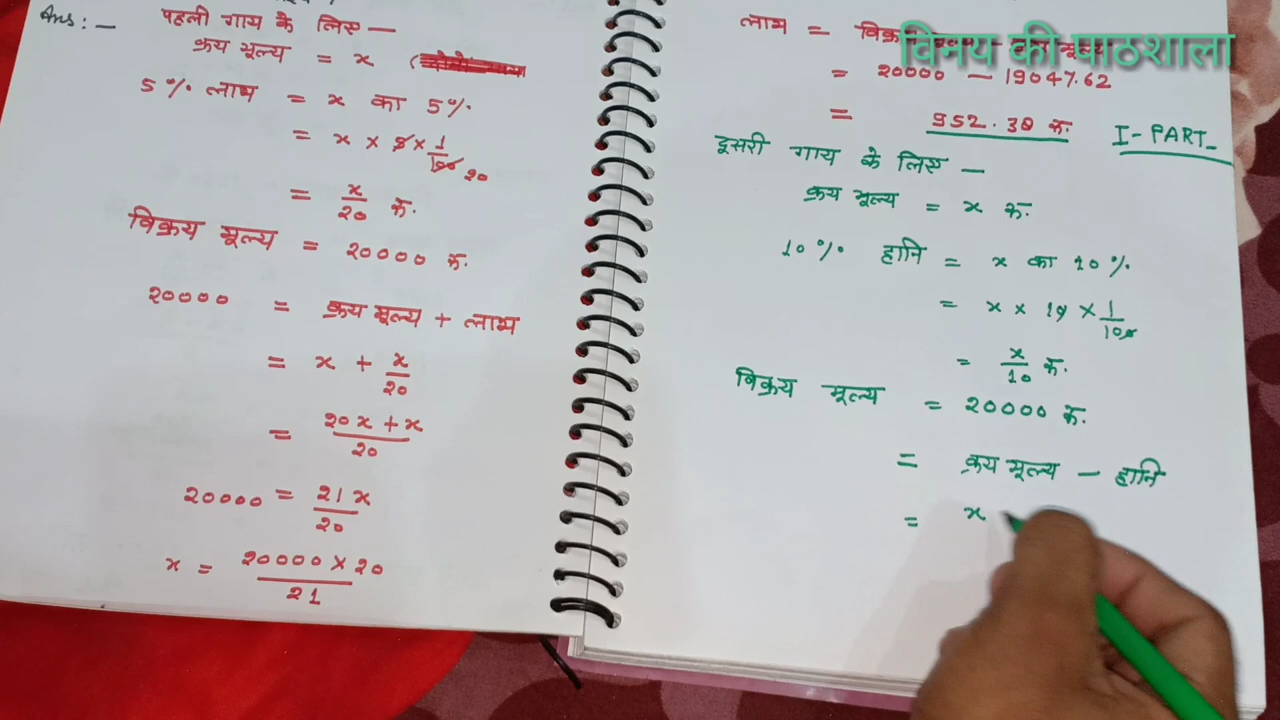 Ans:—
पहली गाय के लिए —
क्रय मूल्य = x
5% लाभ = x का 5%
= x × 5 × 1/100 20
= x/20 रु.
विक्रय मूल्य = 20000 रु.
20000 = क्रय मूल्य + लाभ
= x + x/20
= 20x + x/20
20000 = 21x/20
x = 20000 × 20/21
लाभ = विक्रय
= 20000 — 19047.62
= 952.38 रु.
I-PART
दूसरी गाय के लिए —
क्रय मूल्य = x रु.
10% हानि = x का 10%
= x × 10 × 1/100
= x/10 रु.
विक्रय मूल्य = 20000 रु.
= क्रय मूल्य — हानि
= x
विनय की पाठशाला